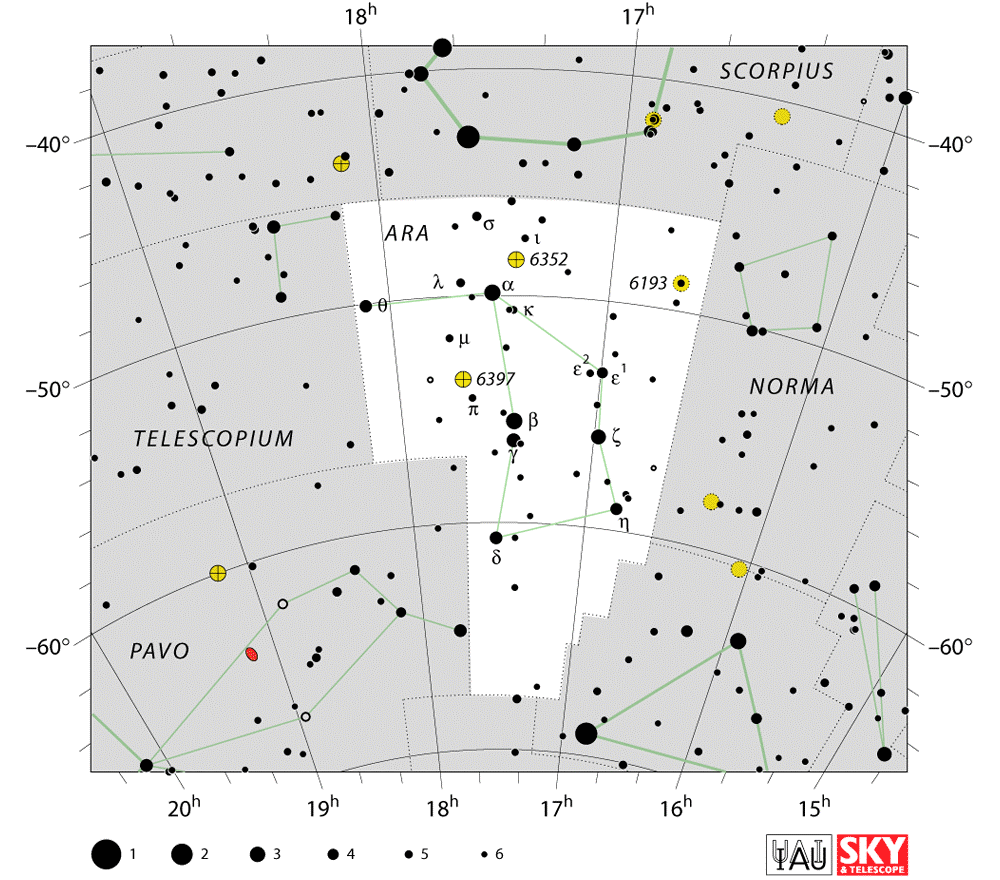 18h 17h
SCORPIUS
–40° –40°
ARA
σ
ι
6352
λ α 6193
θ κ
μ
ε2 ε1
–50° 6397 –50°
NORMA
π
β
TELESCOPIUM ζ
γ
η
δ
–60° PAVO –60°
20h 19h 18h 17h 16h 15h
1 2 3 4 5 6
IAU SKY
& TELESCOPE